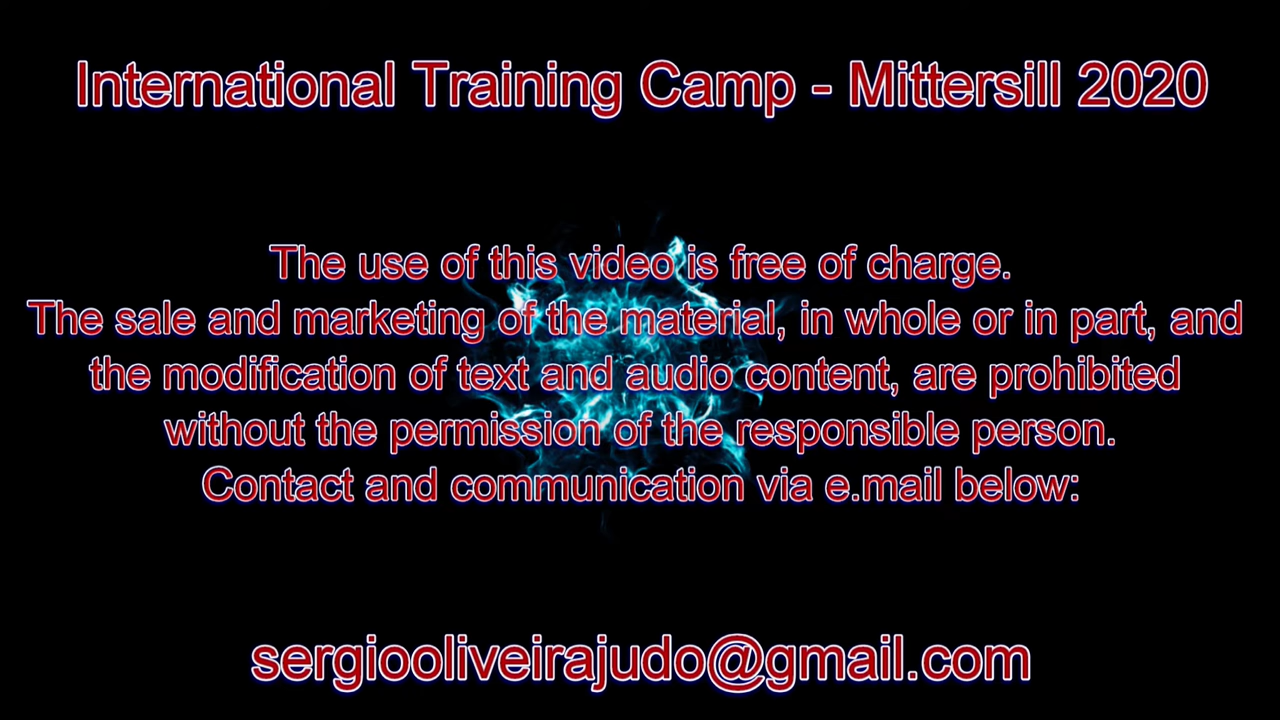 International Training Camp - Mittersill 2020
The use of this video is free of charge.
The sale and marketing of the material, in whole or in part, and
the modification of text and audio content, are prohibited
without the permission of the responsible person.
Contact and communication via e.mail below:
sergiooliveirajudo@gmail.com